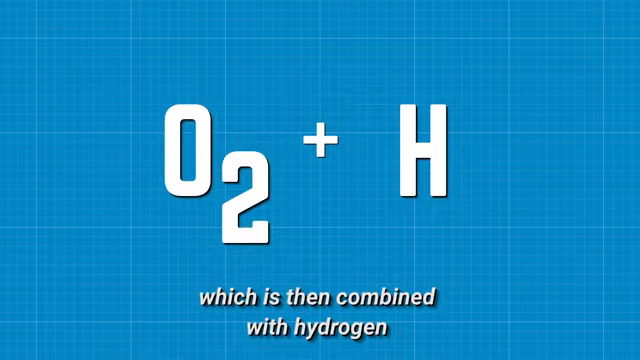 O2 + H
which is then combined
with hydrogen